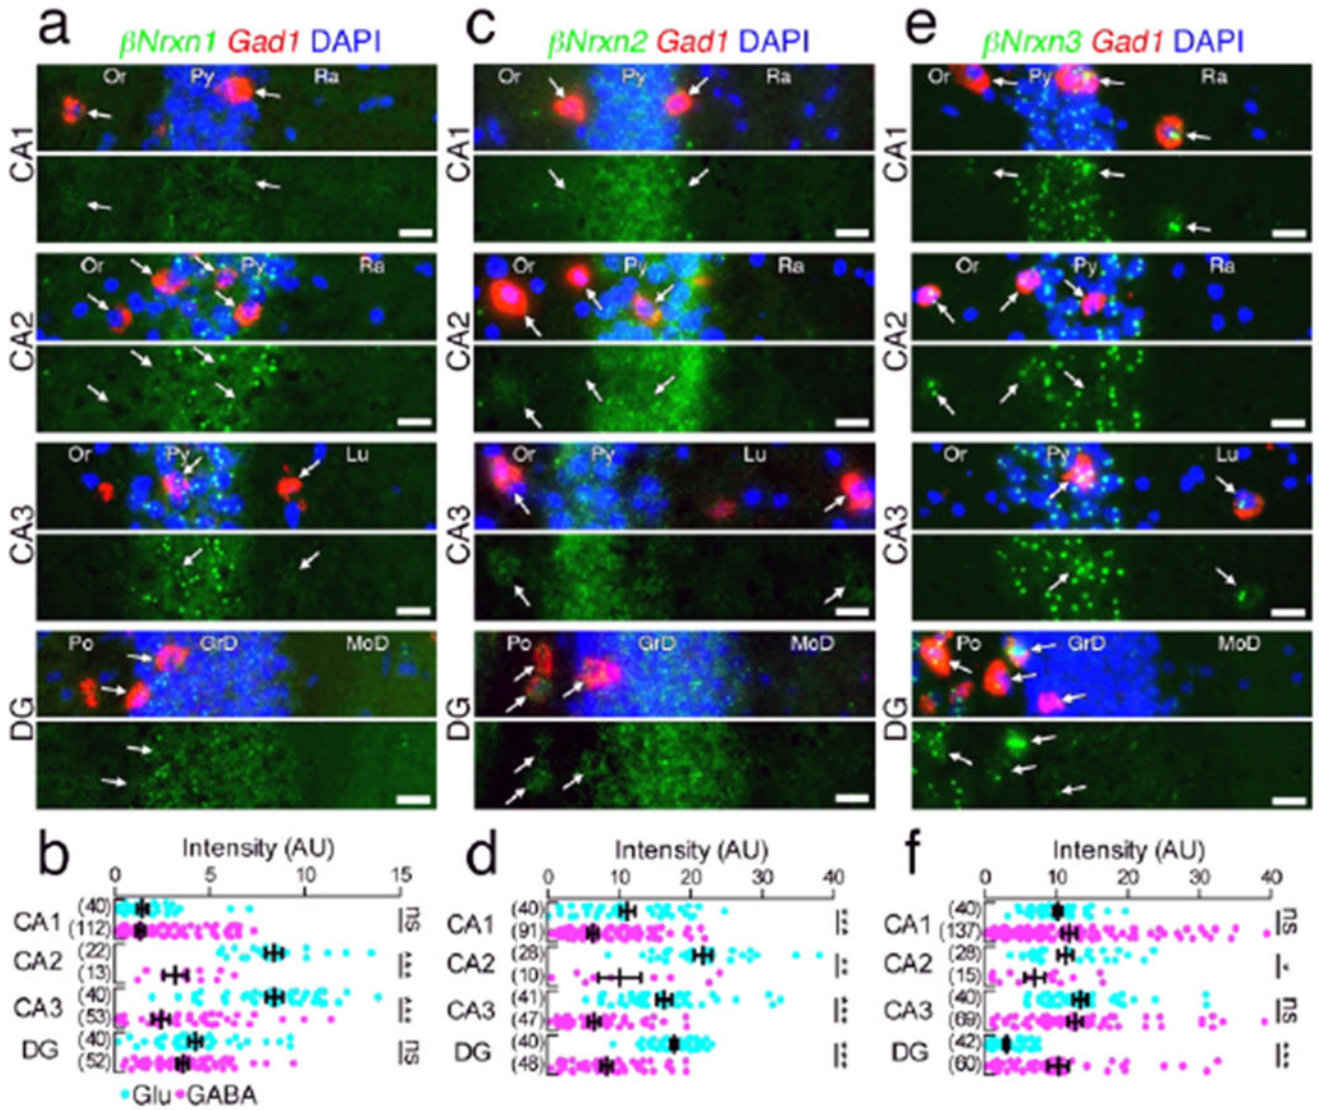 a
βNrxn1 Gad1 DAPI
c
βNrxn2 Gad1 DAPI
e
βNrxn3 Gad1 DAPI
CA1
Or Py Ra
CA1
Or Py Ra
CA1
Or Py Ra
CA2
Or Py Ra
CA2
Or Py Ra
CA2
Or Py Ra
CA3
Or Py Lu
CA3
Or Py Lu
CA3
Or Py Lu
DG
Po GrD MoD
DG
Po GrD MoD
DG
Po GrD MoD
b
Intensity (AU)
0 5 10 15
CA1
(40)
(112)
ns
CA2
(22)
(13)
***
CA3
(40)
(53)
***
DG
(40)
(52)
ns
Glu GABA
d
Intensity (AU)
0 10 20 30 40
CA1
(40)
(91)
***
CA2
(28)
(10)
**
CA3
(41)
(47)
***
DG
(40)
(48)
***
f
Intensity (AU)
0 10 20 30 40
CA1
(40)
(137)
ns
CA2
(28)
(15)
*
CA3
(40)
(69)
ns
DG
(42)
(60)
***